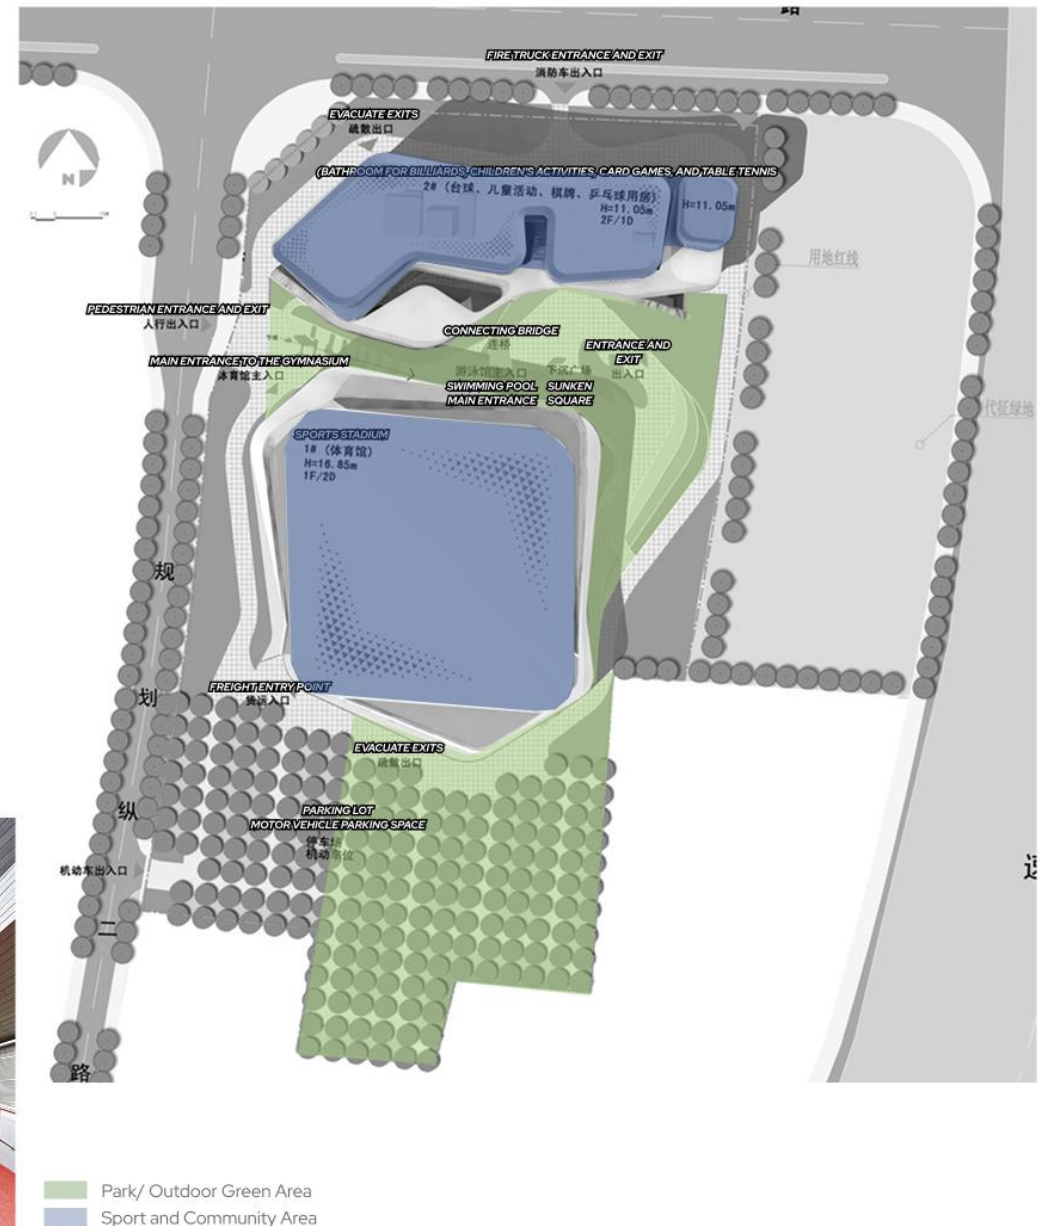 路
FIRE TRUCK ENTRANCE AND EXIT
消防车出入口
EVACUATE EXITS
疏散出口
(BATHROOM FOR BILLIARDS, CHILDREN'S ACTIVITIES, CARD GAMES, AND TABLE TENNIS
2# (台球、儿童活动、棋牌、乒乓球用房)
H=11.05m
2F/1D
H=11.05m
N
用地红线
PEDESTRIAN ENTRANCE AND EXIT
人行出入口
CONNECTING BRIDGE
连桥
ENTRANCE AND
EXIT
出入口
MAIN ENTRANCE TO THE GYMNASIUM
体育馆主入口
游泳馆主入口
下沉广场
SWIMMING POOL
MAIN ENTRANCE
SUNKEN
SQUARE
代征绿地
SPORTS STADIUM
1# (体育馆)
H=16.85m
1F/2D
规
划
纵
二
路
FREIGHT ENTRY POINT
货运入口
EVACUATE EXITS
疏散出口
PARKING LOT
MOTOR VEHICLE PARKING SPACE
停车场
机动车位
机动车出入口
速
Park/ Outdoor Green Area
Sport and Community Area